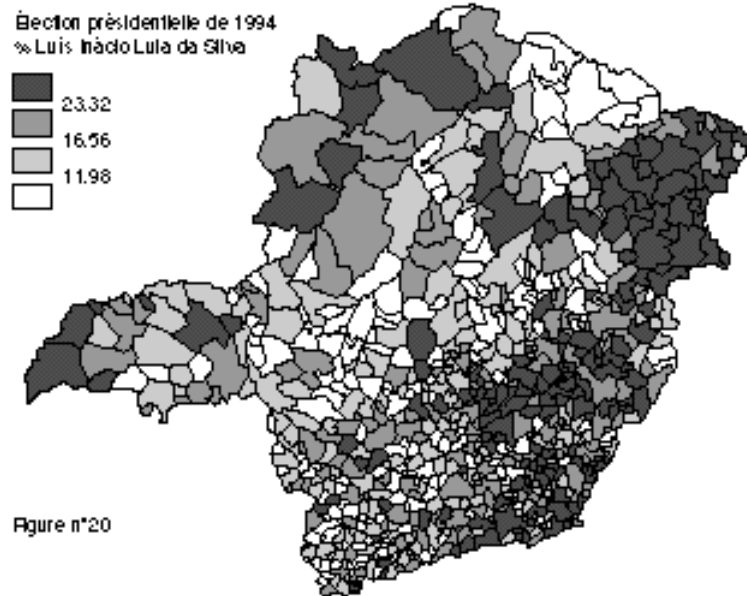 Élection présidentielle de 1994
% Luis Inácio Lula da Silva
23.32
16.56
11.98
Figure n°20